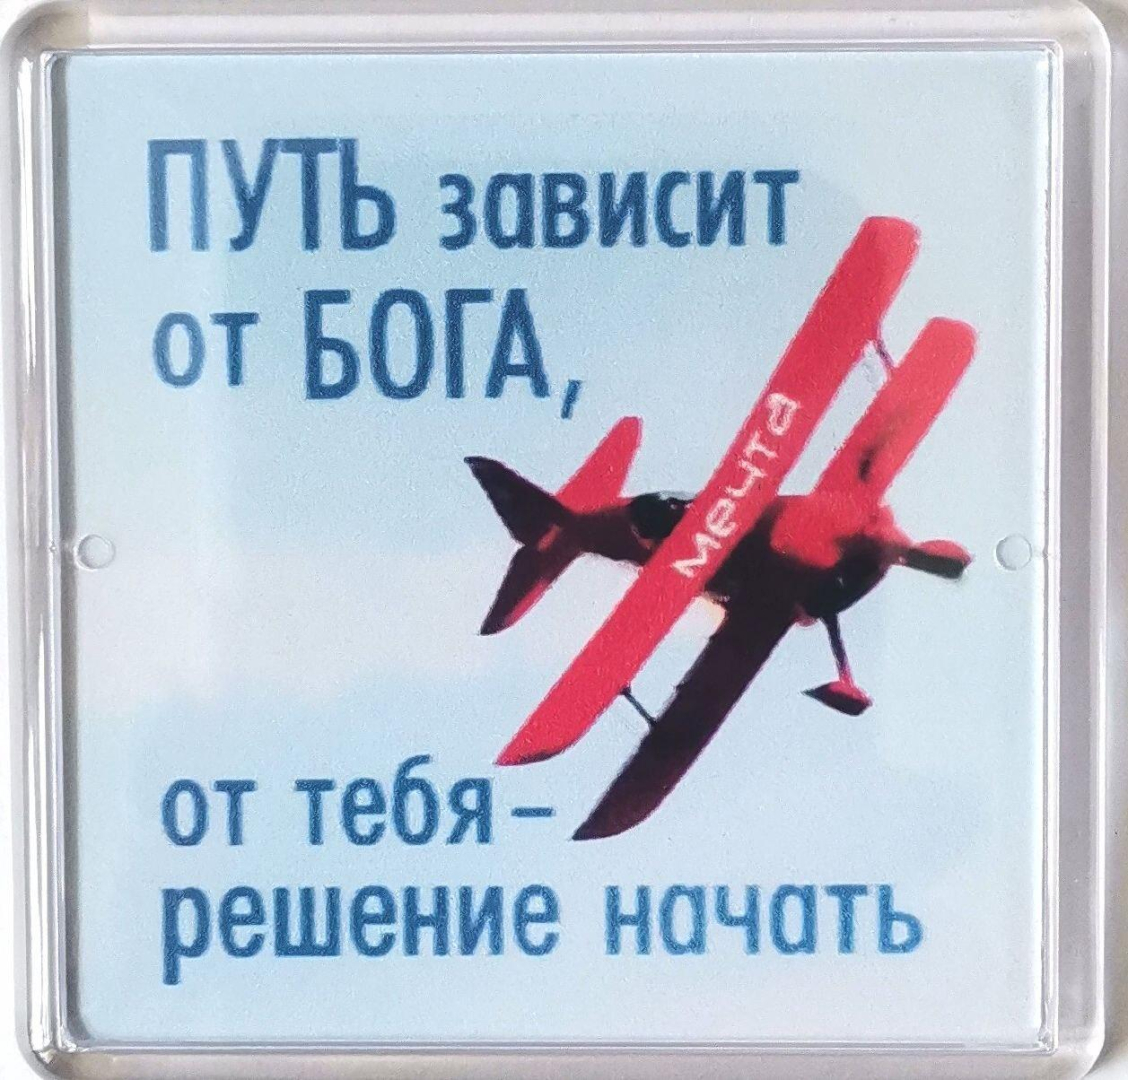 ПУТЬ зависит
от БОГА,
мечта
от тебя –
решение начать